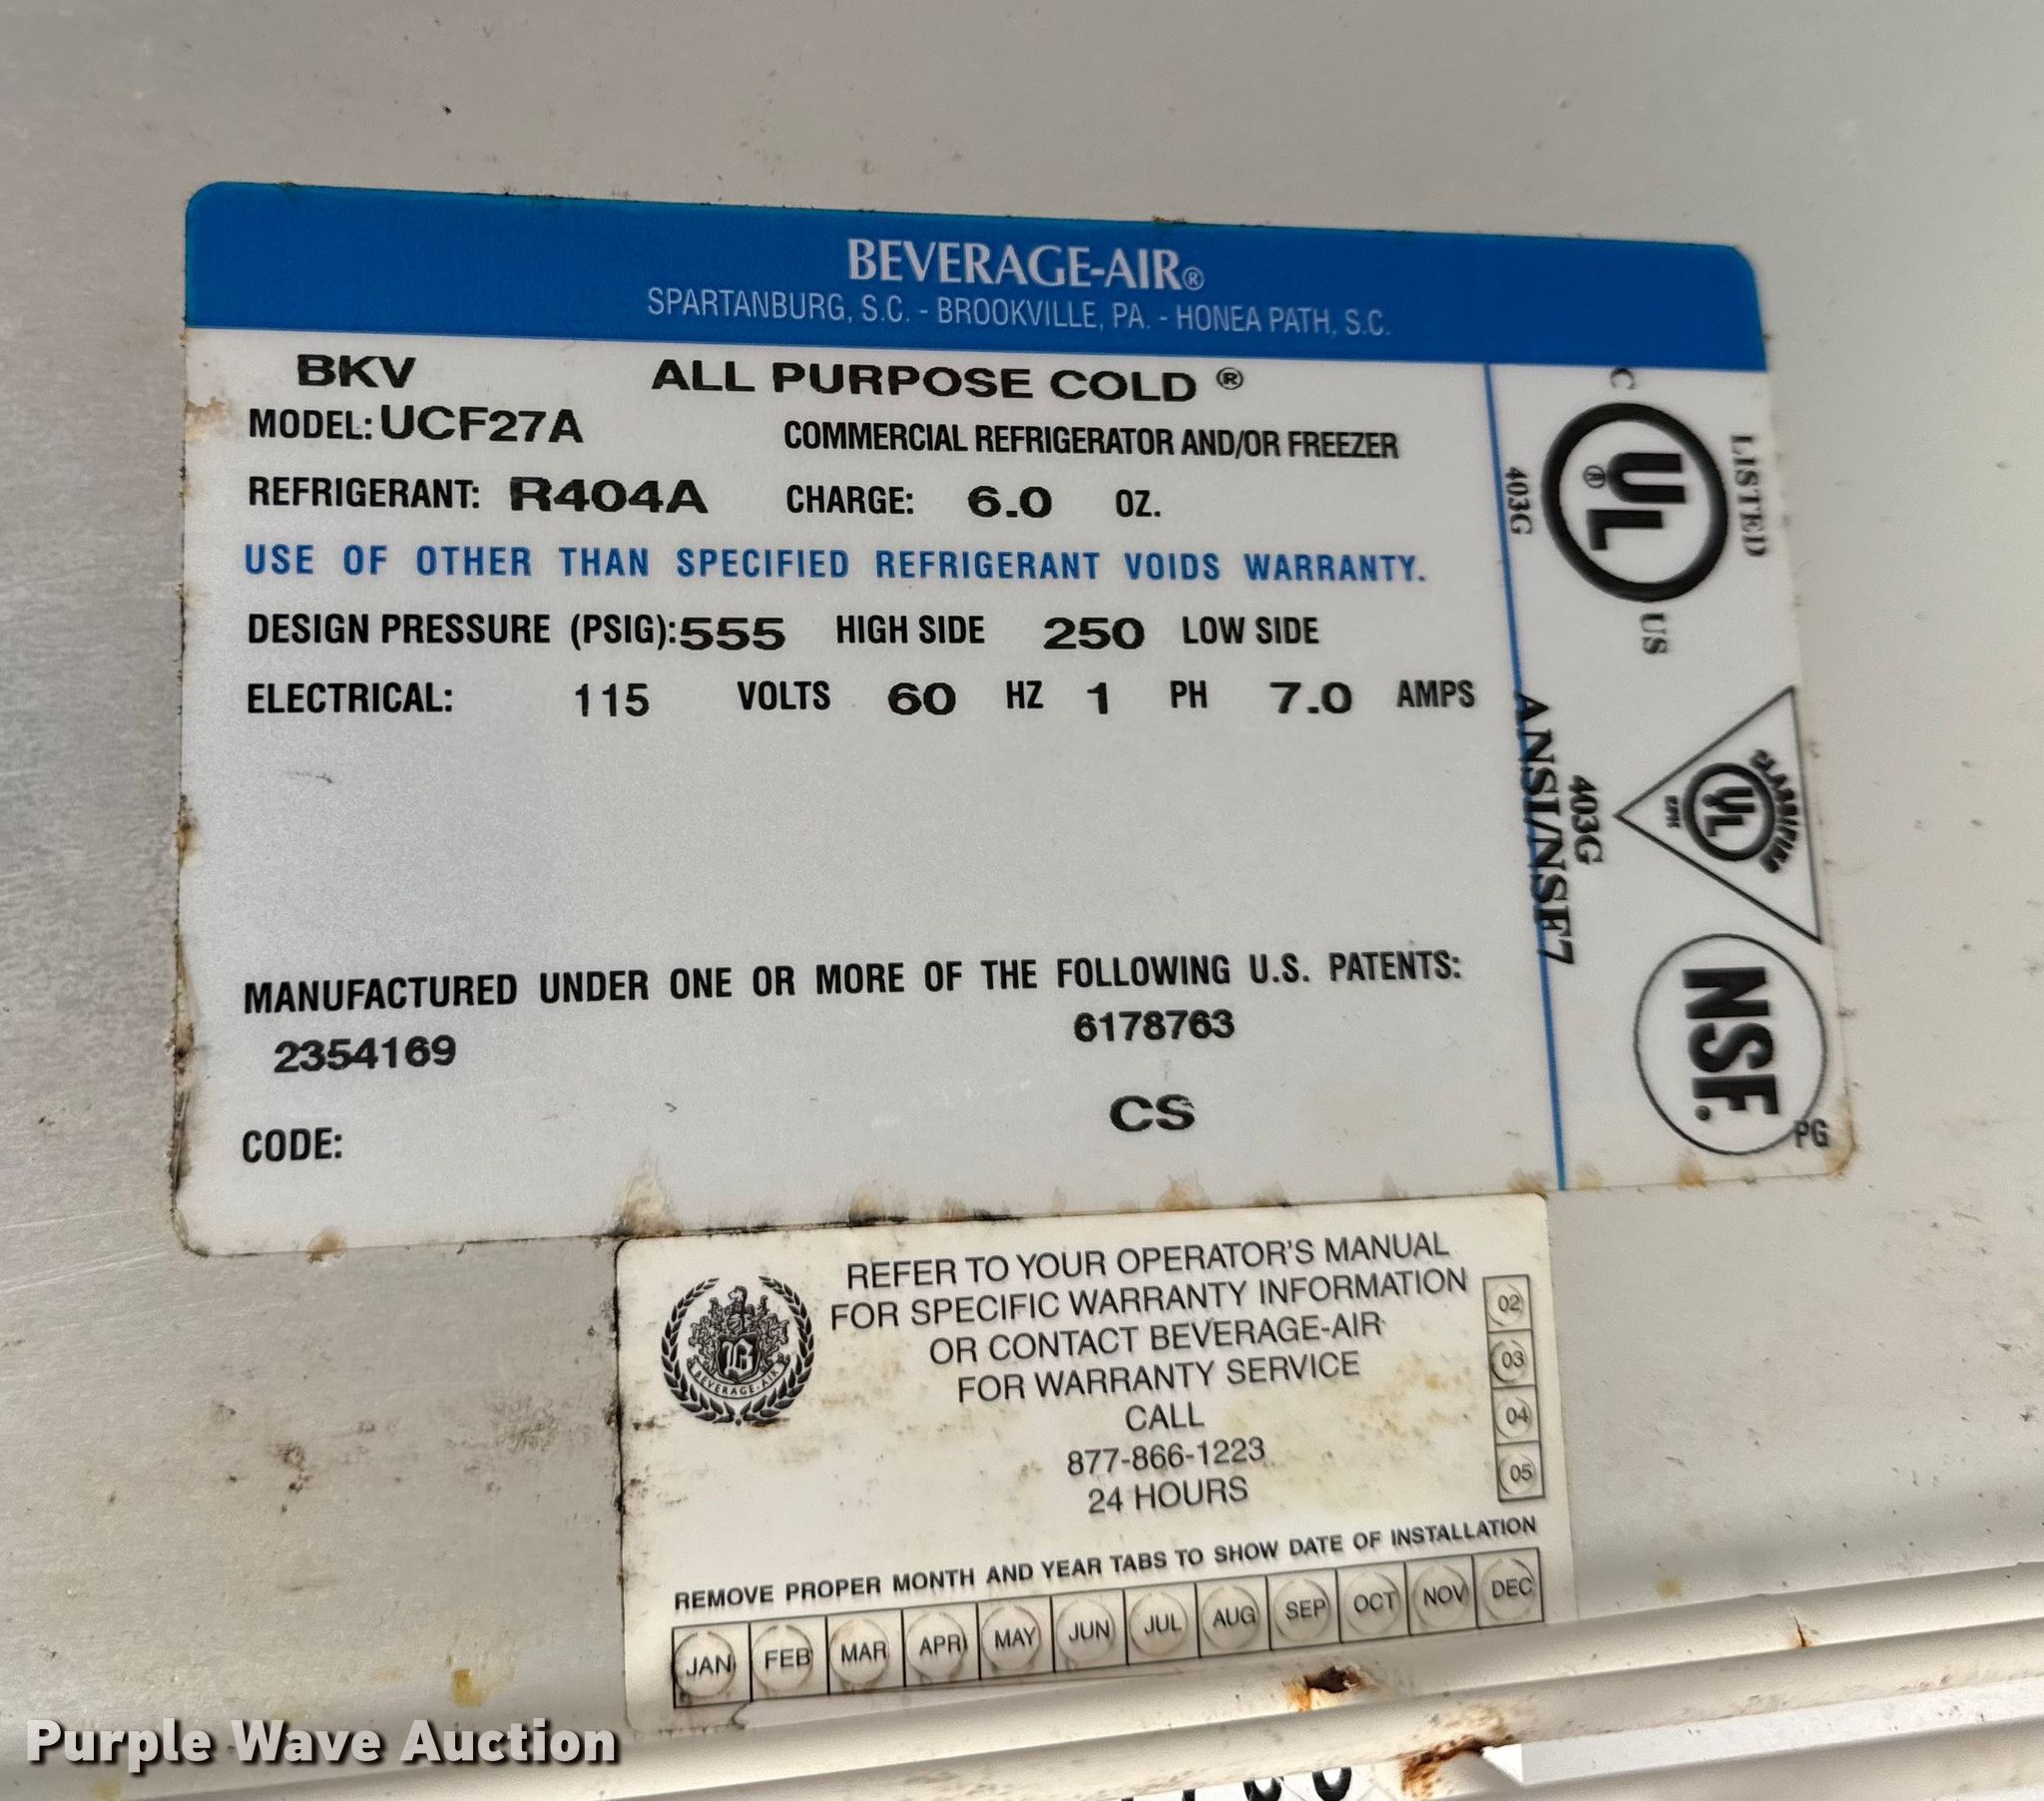 BEVERAGE-AIR®
SPARTANBURG, S.C. - BROOKVILLE, PA. - HONEA PATH, S.C.
BKV ALL PURPOSE COLD ®
MODEL: UCF27A COMMERCIAL REFRIGERATOR AND/OR FREEZER
REFRIGERANT: R404A CHARGE: 6.0 OZ.
USE OF OTHER THAN SPECIFIED REFRIGERANT VOIDS WARRANTY.
DESIGN PRESSURE (PSIG): 555 HIGH SIDE 250 LOW SIDE
ELECTRICAL: 115 VOLTS 60 HZ 1 PH 7.0 AMPS
MANUFACTURED UNDER ONE OR MORE OF THE FOLLOWING U.S. PATENTS:
2354169 6178763
CODE: CS
C UL® US
LISTED
403G
CLASSIFIED
UL
EPH
403G
ANSI/NSF7
NSF.
PG
BEVERAGE-AIR
REFER TO YOUR OPERATOR'S MANUAL
FOR SPECIFIC WARRANTY INFORMATION
OR CONTACT BEVERAGE-AIR
FOR WARRANTY SERVICE
CALL
877-866-1223
24 HOURS
02
03
04
05
REMOVE PROPER MONTH AND YEAR TABS TO SHOW DATE OF INSTALLATION
JAN FEB MAR APR MAY JUN JUL AUG SEP OCT NOV DEC
Purple Wave Auction